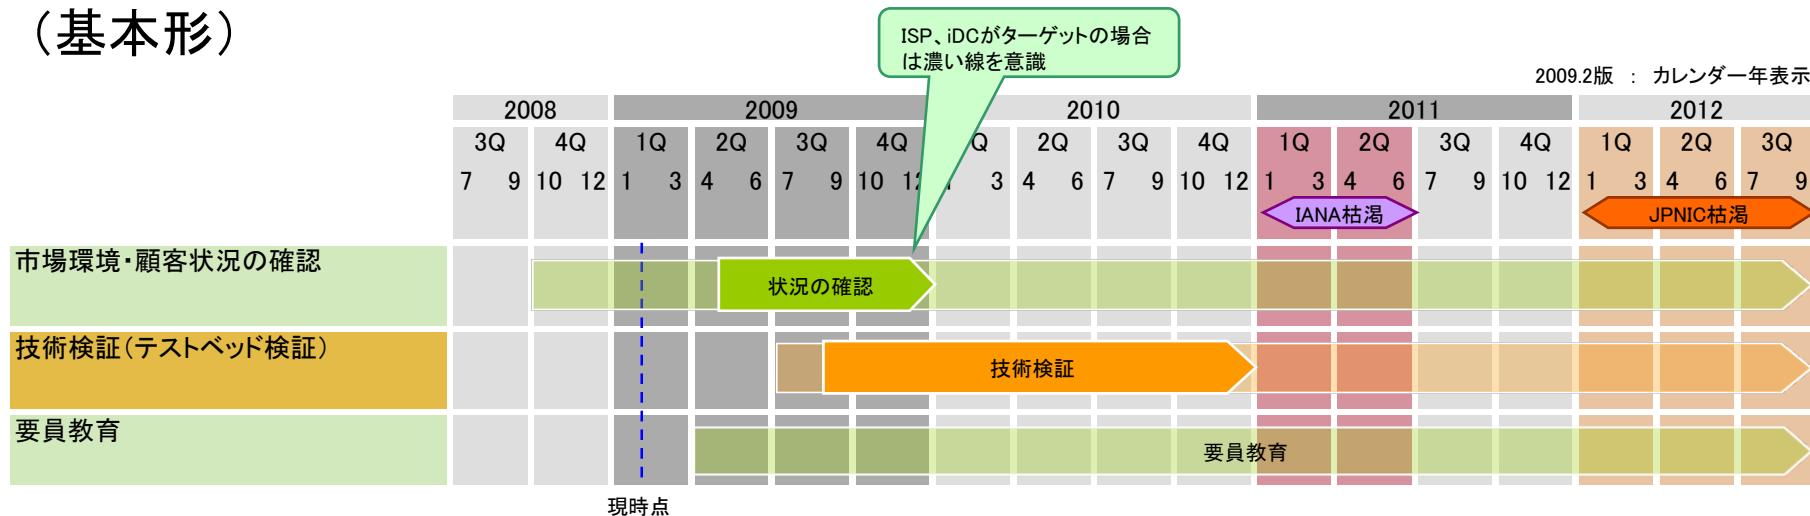 （基本形）
ISP、iDCがターゲットの場合
は濃い線を意識
2009.2版 ： カレンダー年表示
2008 2009 2010 2011 2012
3Q 4Q 1Q 2Q 3Q 4Q Q 2Q 3Q 4Q 1Q 2Q 3Q 4Q 1Q 2Q 3Q
7 9 10 12 1 3 4 6 7 9 10 12 1 3 4 6 7 9 10 12 1 3 4 6 7 9 10 12 1 3 4 6 7 9
IANA枯渇 JPNIC枯渇
市場環境・顧客状況の確認
状況の確認
技術検証（テストベッド検証）
技術検証
要員教育
要員教育
現時点